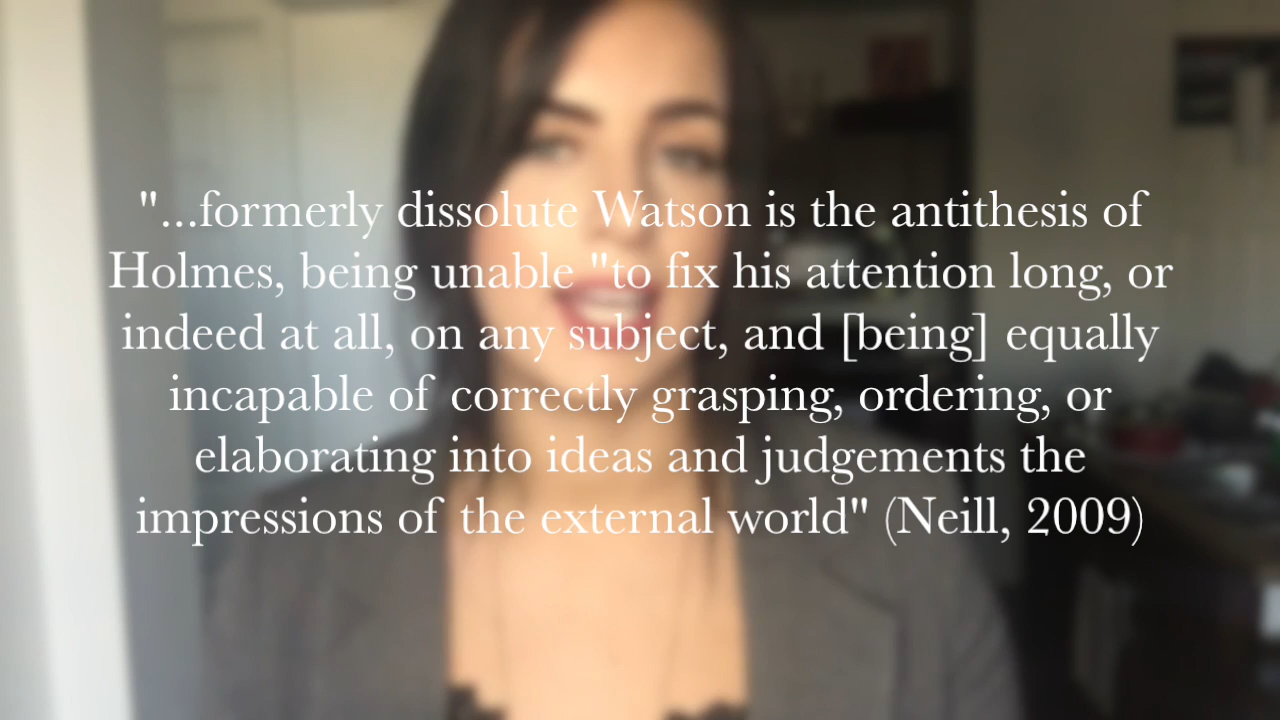 "...formerly dissolute Watson is the antithesis of
Holmes, being unable "to fix his attention long, or
indeed at all, on any subject, and [being] equally
incapable of correctly grasping, ordering, or
elaborating into ideas and judgements the
impressions of the external world" (Neill, 2009)